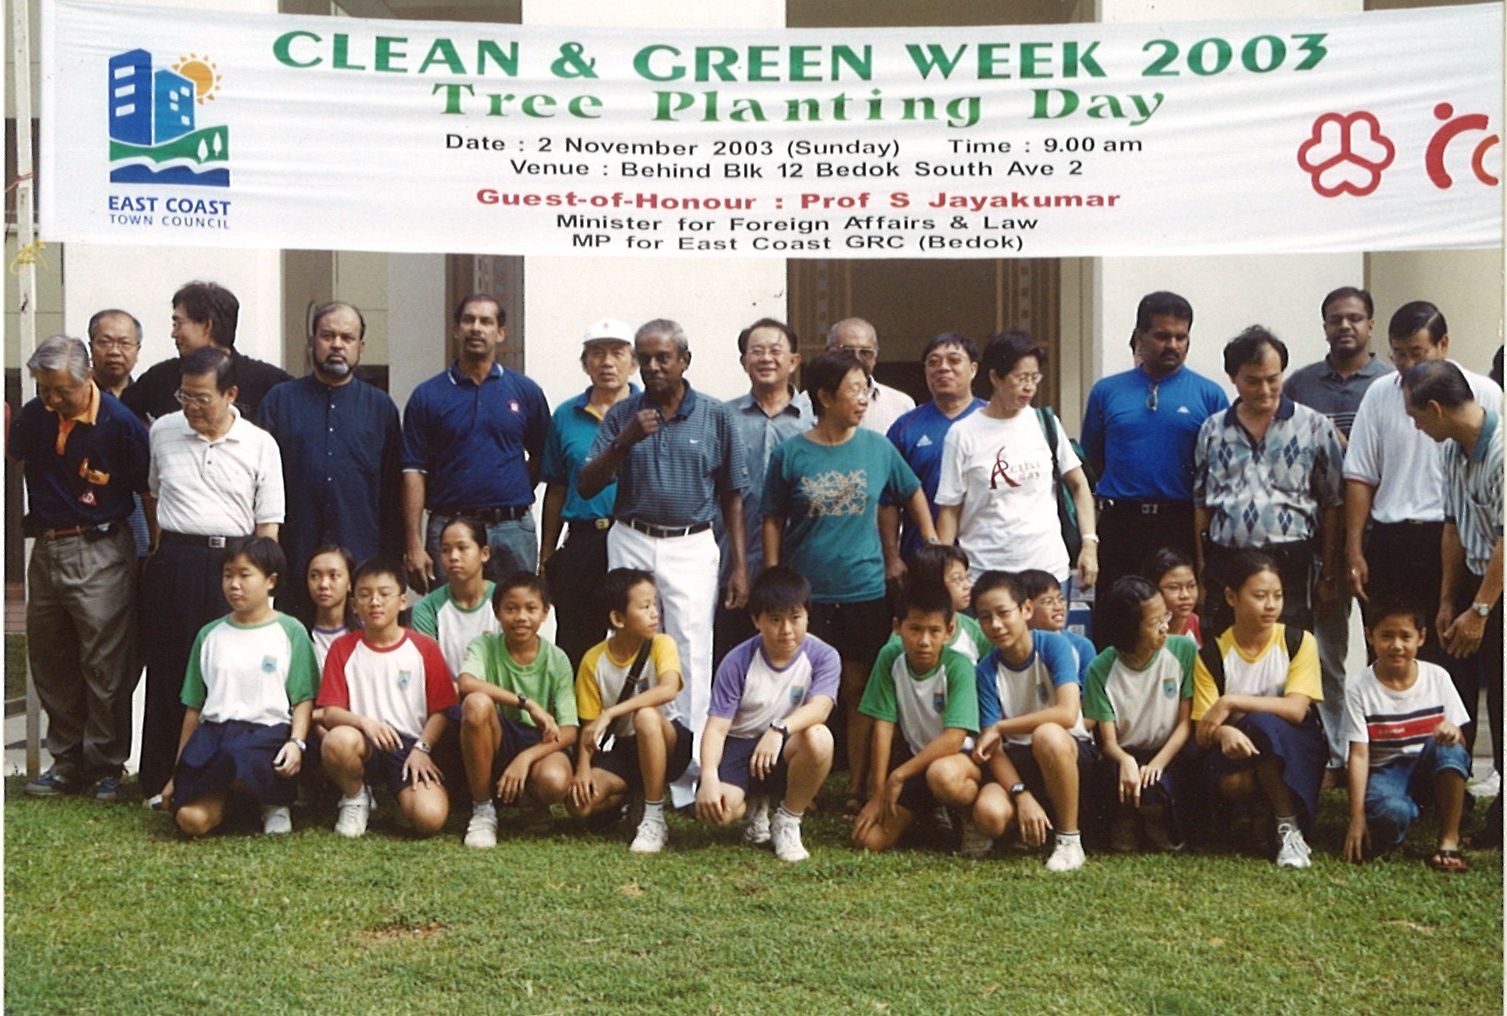 CLEAN & GREEN WEEK 2003
Tree Planting Day
Date : 2 November 2003 (Sunday) Time : 9.00 am
Venue : Behind Blk 12 Bedok South Ave 2
Guest-of-Honour : Prof S Jayakumar
Minister for Foreign Affairs & Law
MP for East Coast GRC (Bedok)
EAST COAST
TOWN COUNCIL